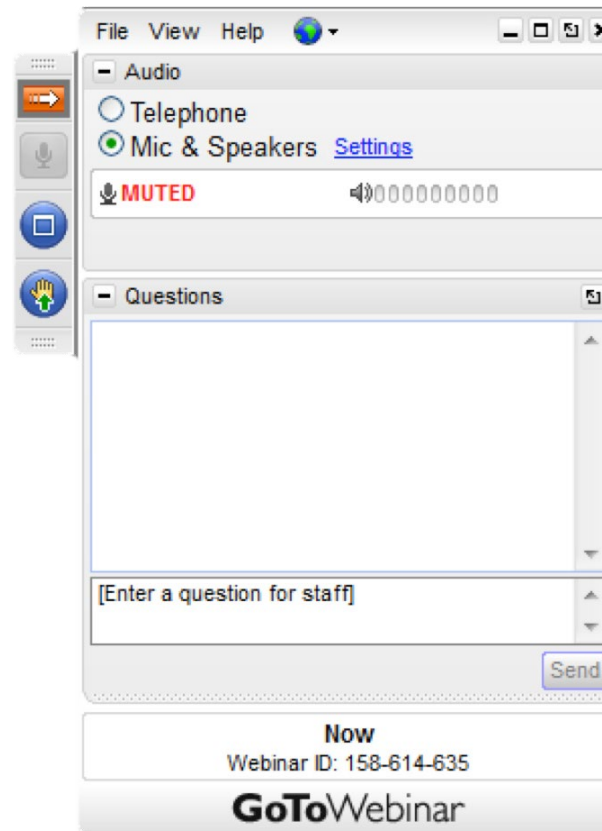 File View Help
Audio
Telephone
Mic & Speakers Settings
MUTED
Questions
[Enter a question for staff]
Send
Now
Webinar ID: 158-614-635
GoToWebinar